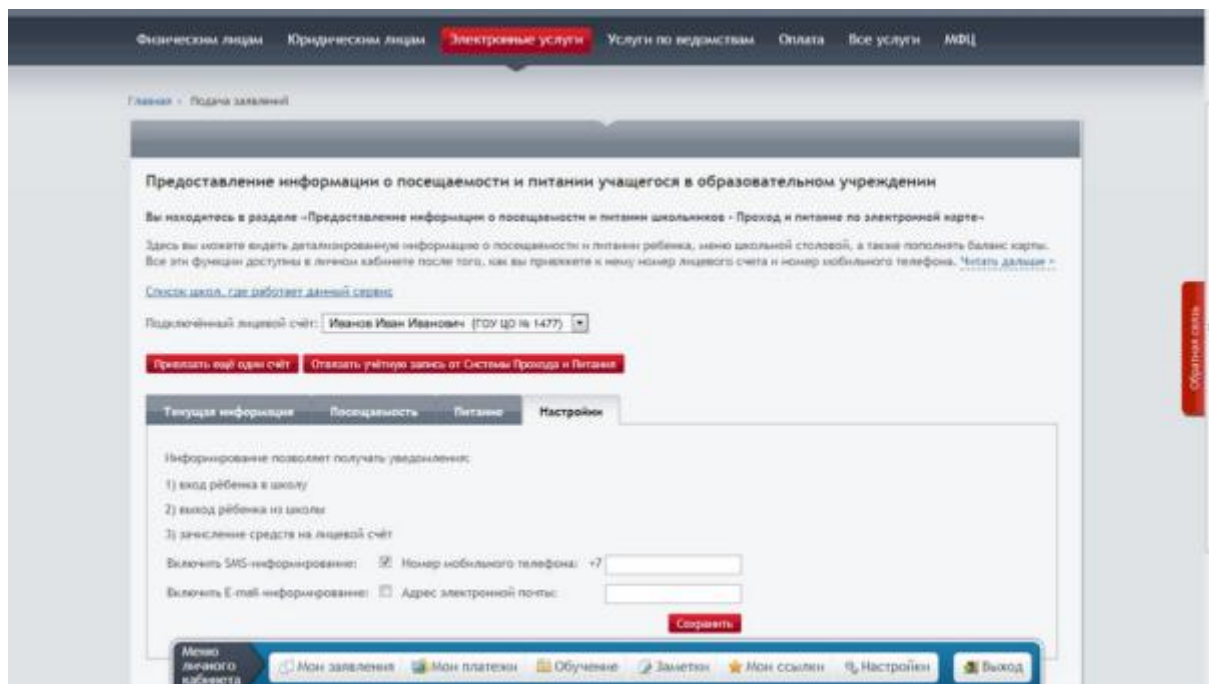 Физическим лицам Юридическим лицам Электронные услуги Услуги по ведомствам Оплата Все услуги МФЦ
Главная › Подача заявлений
Предоставление информации о посещаемости и питании учащегося в образовательном учреждении
Вы находитесь в разделе «Предоставление информации о посещаемости и питании школьников - Проход и питание по электронной карте»
Здесь вы можете видеть детализированную информацию о посещаемости и питании ребенка, меню школьной столовой, а также пополнять баланс карты.
Все эти функции доступны в личном кабинете после того, как вы привяжете к нему номер лицевого счета и номер мобильного телефона. Читать дальше »
Список школ, где работает данный сервис
Подключённый лицевой счёт: Иванов Иван Иванович (ГОУ ЦО № 1477)
Обратная связь
Привязать ещё один счёт Отвязать учётную запись от Системы Прохода и Питания
Текущая информация Посещаемость Питание Настройки
Информирование позволяет получать уведомления:
1) вход ребёнка в школу
2) выход ребёнка из школы
3) зачисление средств на лицевой счёт
Включить SMS-информирование: Номер мобильного телефона: +7
Включить E-mail информирование: Адрес электронной почты:
Сохранить
Меню
личного
кабинета
Мои заявления Мои платежи Обучение Заметки Мои ссылки Настройки Выход